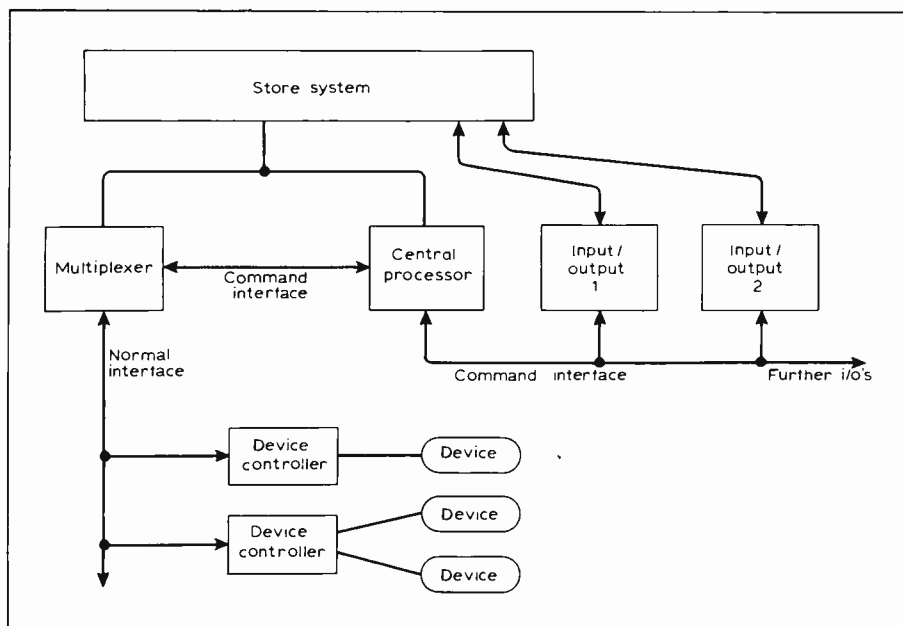 Store system
Multiplexer
Command
interface
Central
processor
Input/
output
1
Input/
output
2
Normal
interface
Command interface
Further i/o's
Device
controller
Device
Device
controller
Device
Device